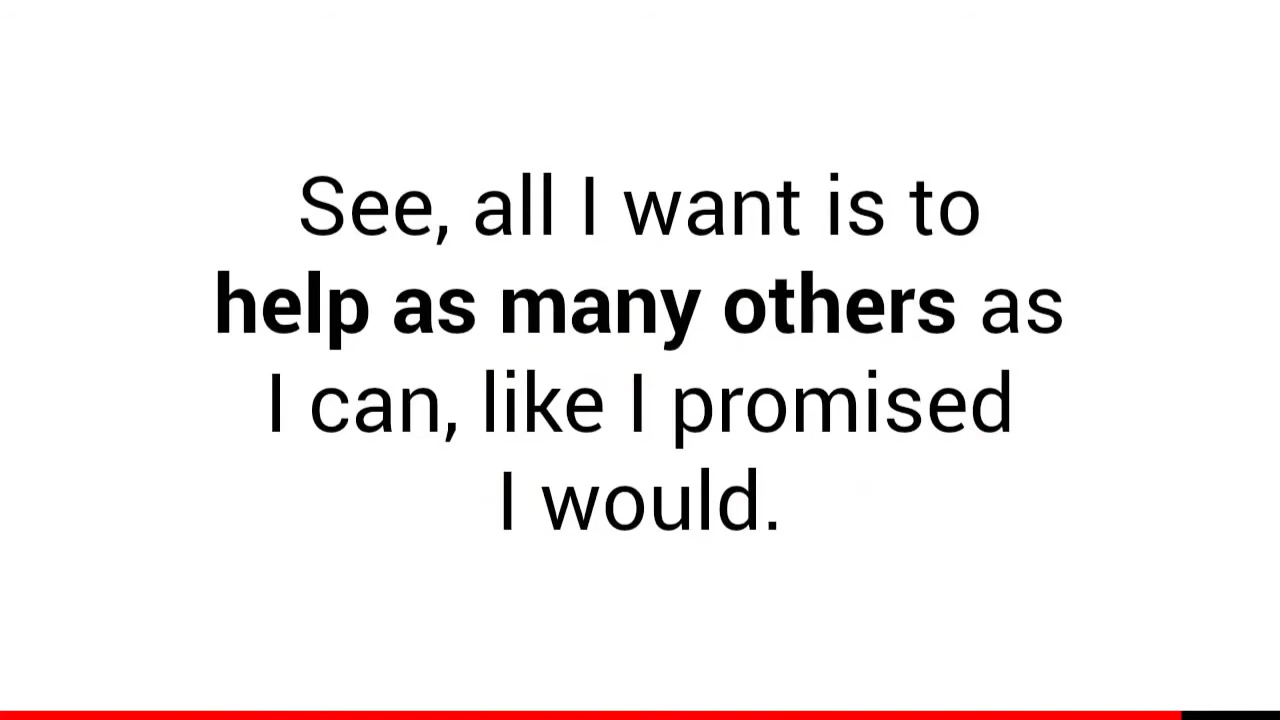 See, all I want is to
help as many others as
I can, like I promised
I would.